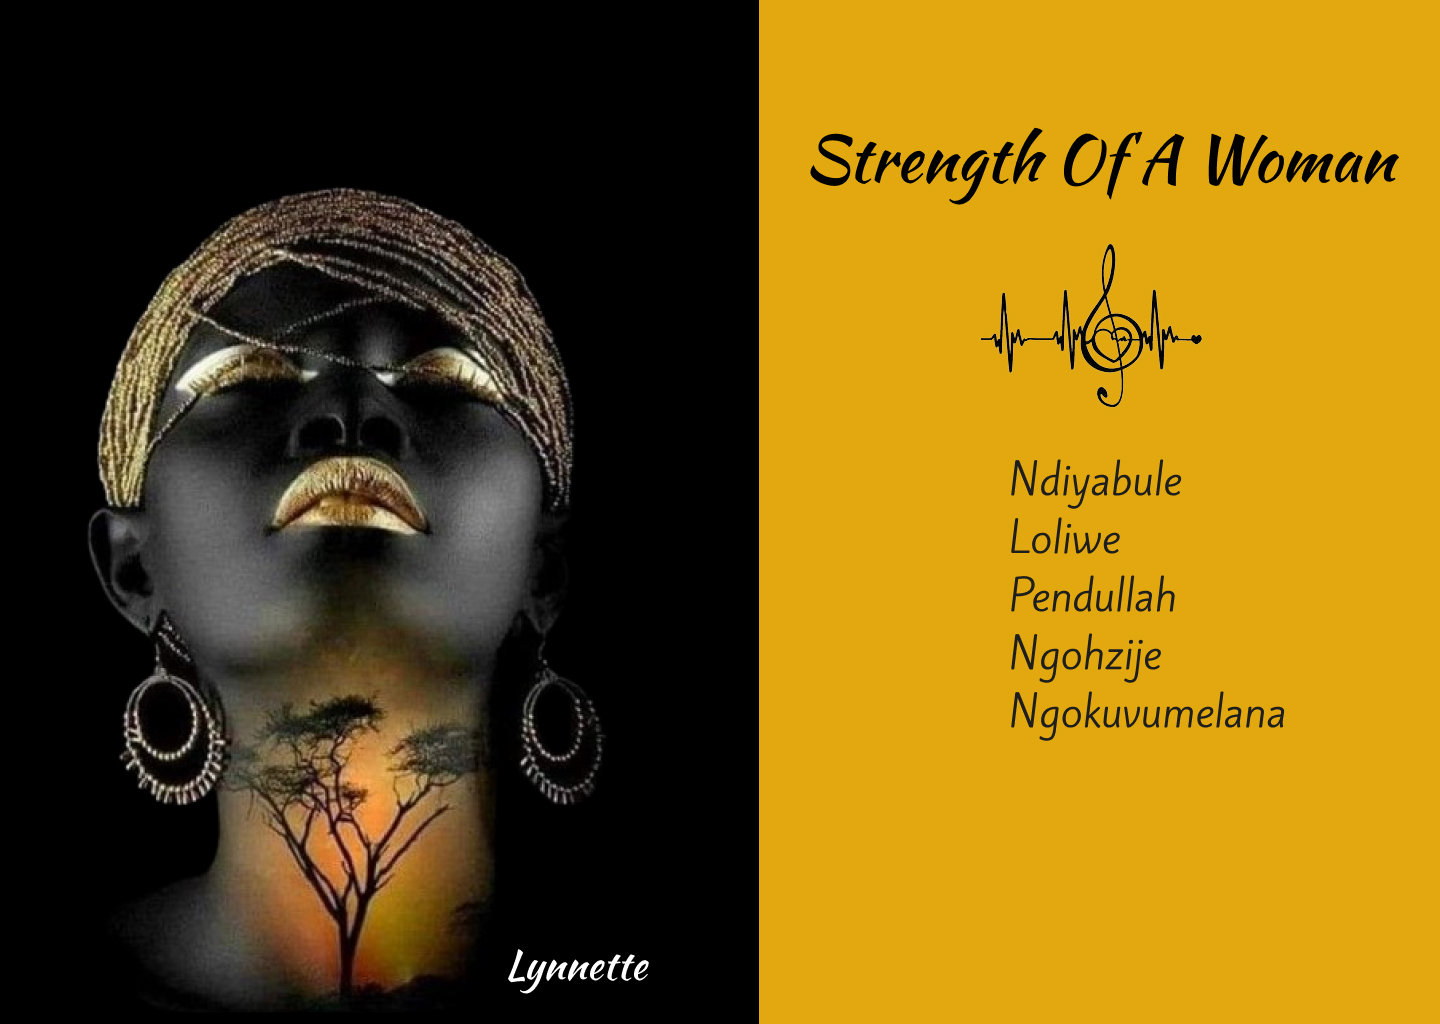 Strength Of A Woman
Ndiyabule
Loliwe
Pendullah
Ngohzije
Ngokuvumelana
Lynnette